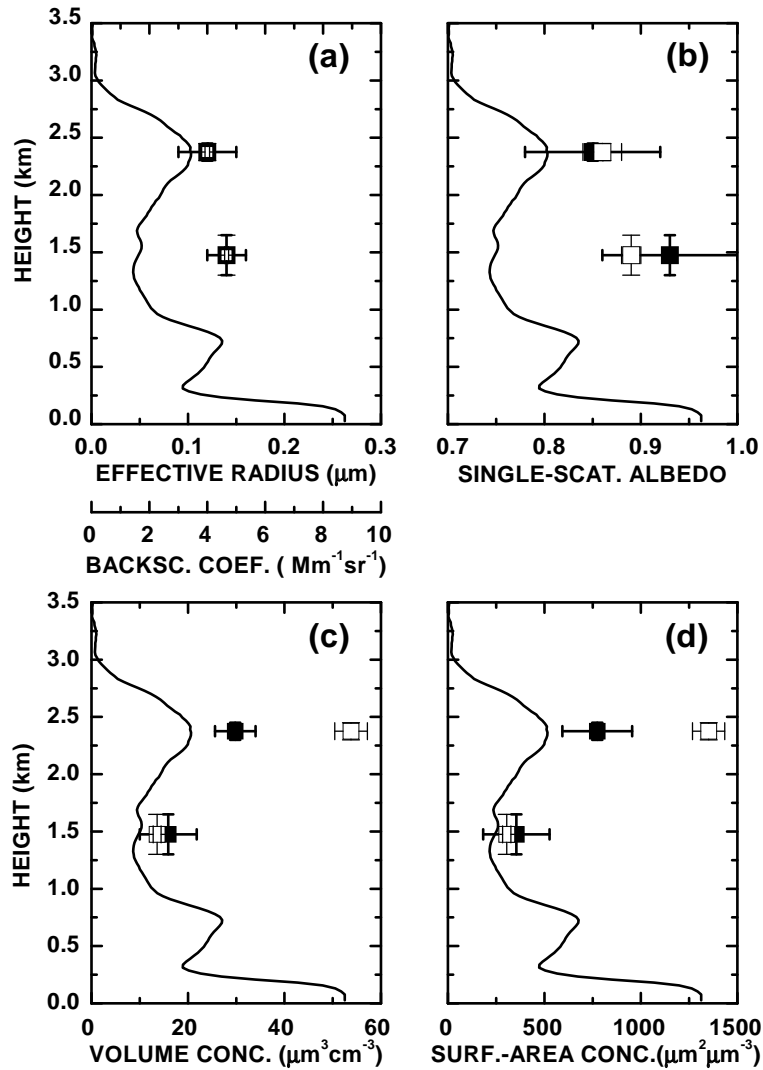 3.5
(a)
(b)
3.0
2.5
2.0
1.5
1.0
0.5
0.0
HEIGHT (km)
0.0 0.1 0.2 0.3
0.7 0.8 0.9 1.0
EFFECTIVE RADIUS (μm)
SINGLE-SCAT. ALBEDO
0 2 4 6 8 10
BACKSC. COEF. ( Mm⁻¹sr⁻¹)
3.5
(c)
(d)
3.0
2.5
2.0
1.5
1.0
0.5
0.0
HEIGHT (km)
0 20 40 60
0 500 1000 1500
VOLUME CONC. (μm³cm⁻³)
SURF.-AREA CONC.(μm²μm⁻³)